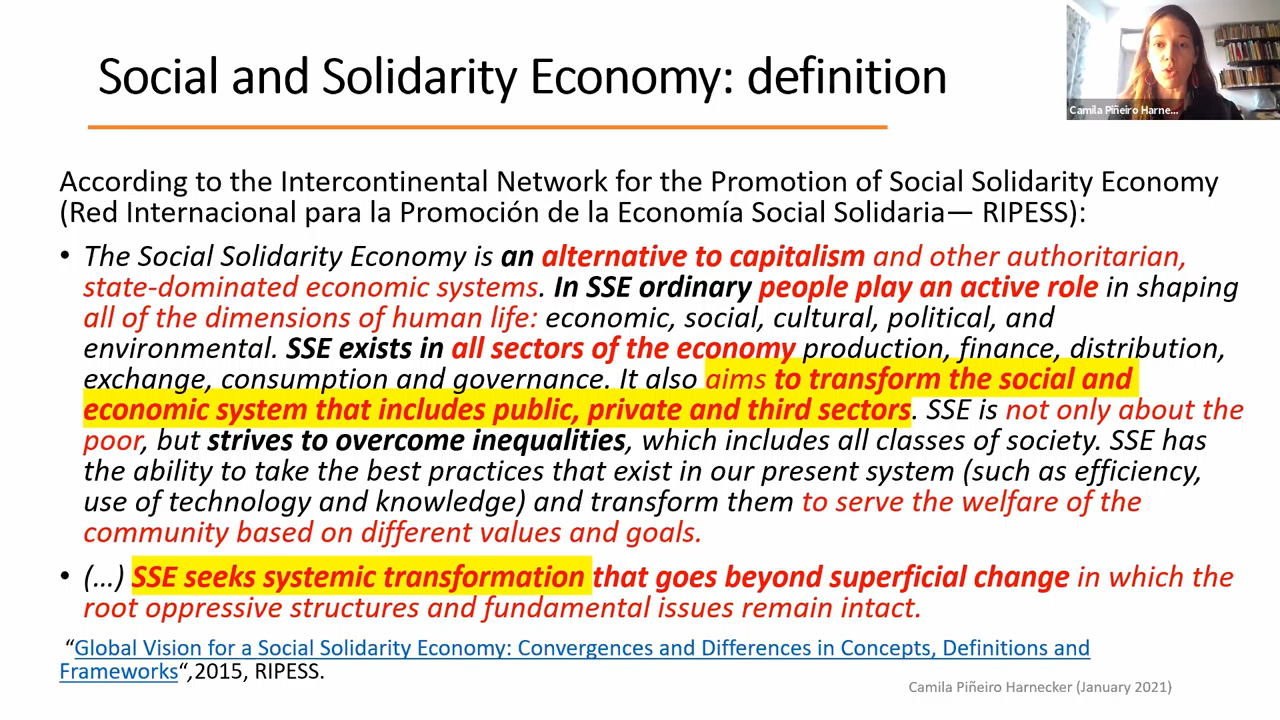 Social and Solidarity Economy: definition
Camila Piñeiro Harne...
According to the Intercontinental Network for the Promotion of Social Solidarity Economy
(Red Internacional para la Promoción de la Economía Social Solidaria— RIPESS):
• The Social Solidarity Economy is an alternative to capitalism and other authoritarian,
state-dominated economic systems. In SSE ordinary people play an active role in shaping
all of the dimensions of human life: economic, social, cultural, political, and
environmental. SSE exists in all sectors of the economy production, finance, distribution,
exchange, consumption and governance. It also aims to transform the social and
economic system that includes public, private and third sectors. SSE is not only about the
poor, but strives to overcome inequalities, which includes all classes of society. SSE has
the ability to take the best practices that exist in our present system (such as efficiency,
use of technology and knowledge) and transform them to serve the welfare of the
community based on different values and goals.
• (…) SSE seeks systemic transformation that goes beyond superficial change in which the
root oppressive structures and fundamental issues remain intact.
“Global Vision for a Social Solidarity Economy: Convergences and Differences in Concepts, Definitions and
Frameworks“,2015, RIPESS.
Camila Piñeiro Harnecker (January 2021)